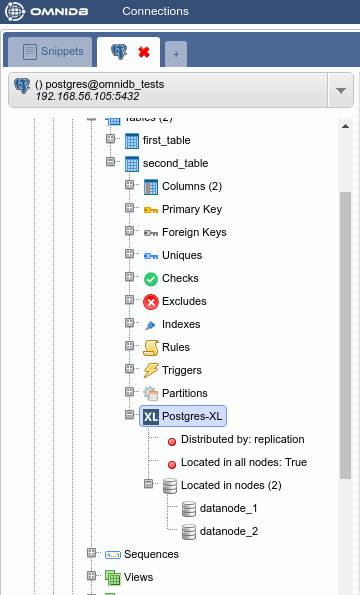 OMNIDB Connections
Snippets +
() postgres@omnidb_tests
192.168.56.105:5432
Tables (2)
first_table
second_table
Columns (2)
Primary Key
Foreign Keys
Uniques
Checks
Excludes
Indexes
Rules
Triggers
Partitions
XL Postgres-XL
Distributed by: replication
Located in all nodes: True
Located in nodes (2)
datanode_1
datanode_2
Sequences
Views